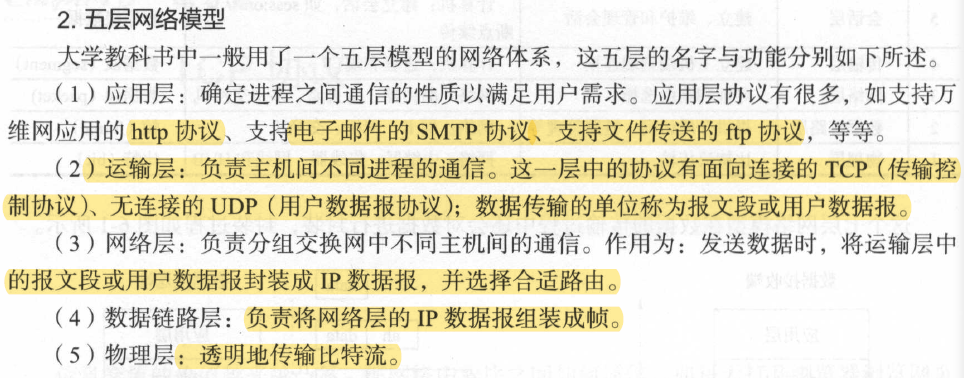 2. 五层网络模型
大学教科书中一般用了一个五层模型的网络体系，这五层的名字与功能分别如下所述。
（1）应用层：确定进程之间通信的性质以满足用户需求。应用层协议有很多，如支持万
维网应用的 http 协议、支持电子邮件的 SMTP 协议、支持文件传送的 ftp 协议，等等。
（2）运输层：负责主机间不同进程的通信。这一层中的协议有面向连接的 TCP（传输控
制协议）、无连接的 UDP（用户数据报协议）；数据传输的单位称为报文段或用户数据报。
（3）网络层：负责分组交换网中不同主机间的通信。作用为：发送数据时，将运输层中
的报文段或用户数据报封装成 IP 数据报，并选择合适路由。
（4）数据链路层：负责将网络层的 IP 数据报组装成帧。
（5）物理层：透明地传输比特流。